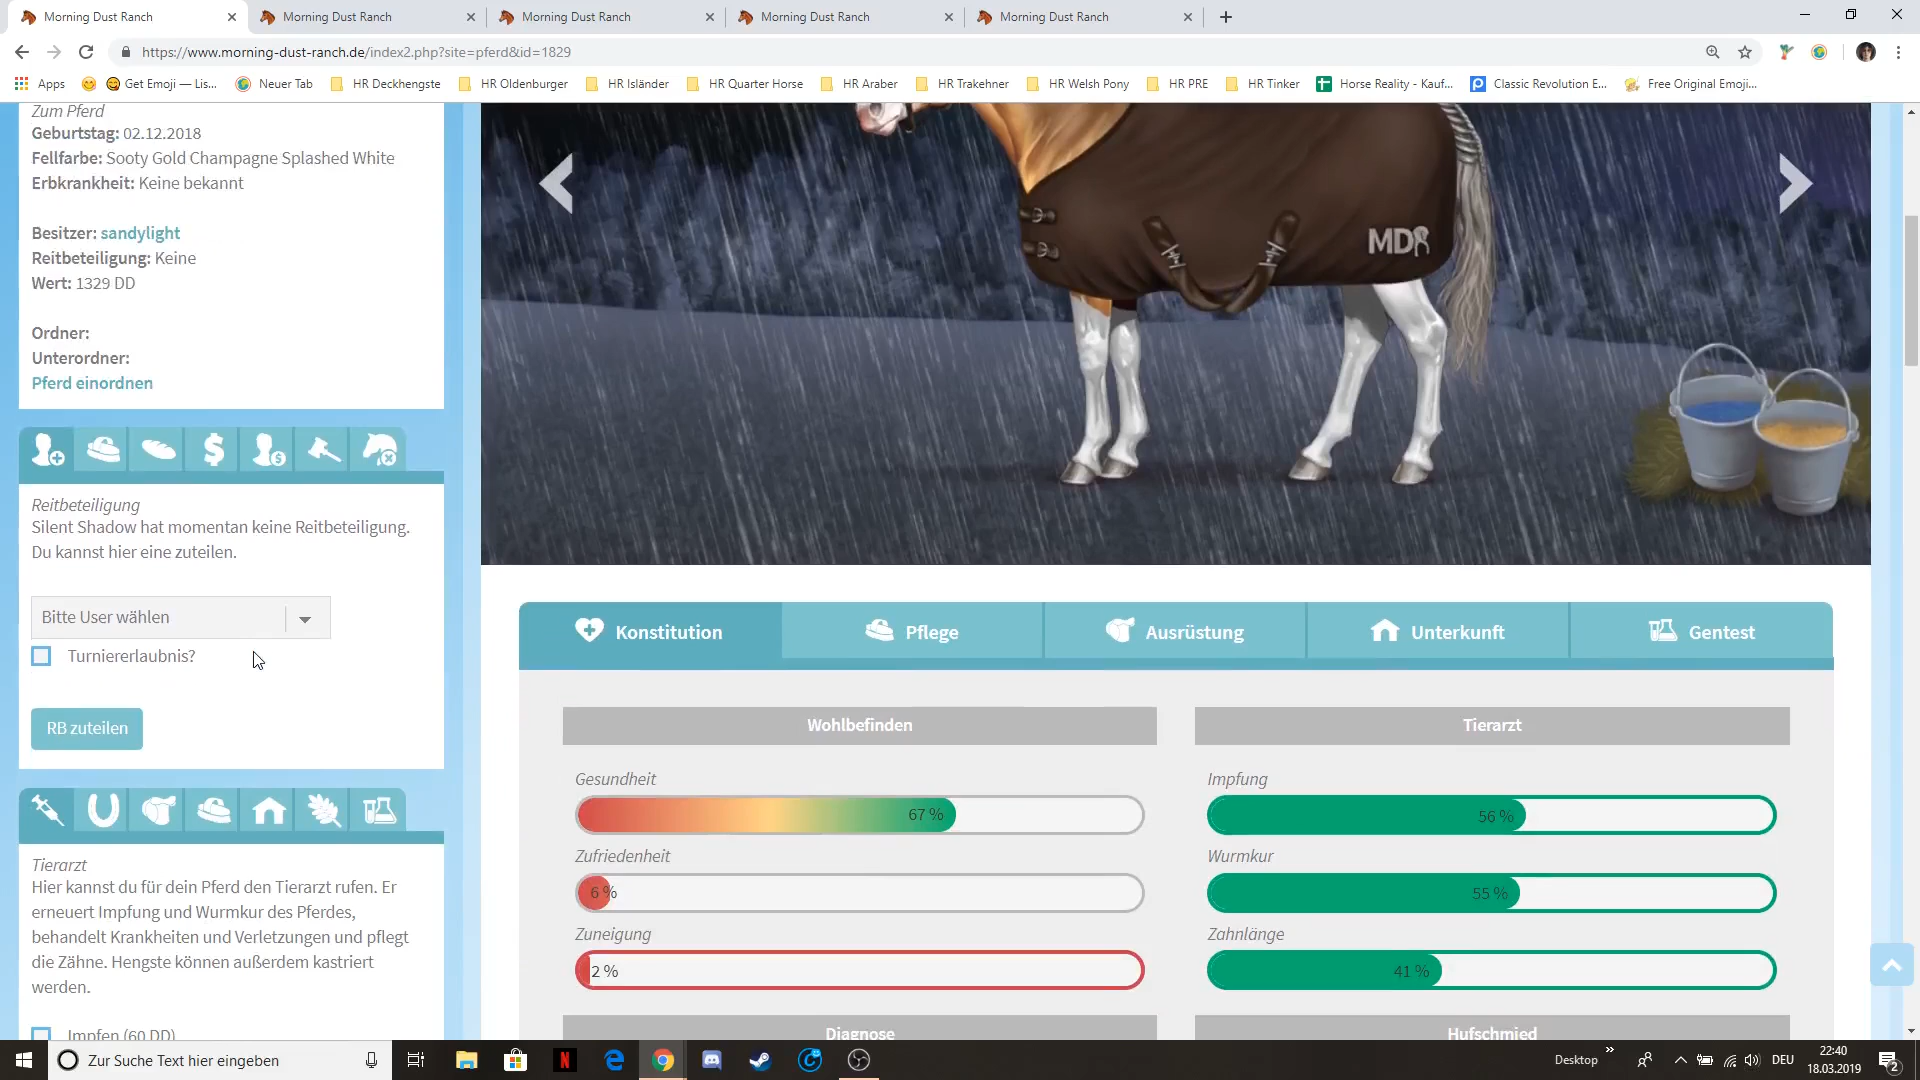 Morning Dust Ranch
Morning Dust Ranch
Morning Dust Ranch
Morning Dust Ranch
Morning Dust Ranch
https://www.morning-dust-ranch.de/index2.php?site=pferd&id=1829
Apps
Get Emoji — Lis...
Neuer Tab
HR Deckhengste
HR Oldenburger
HR Isländer
HR Quarter Horse
HR Araber
HR Trakehner
HR Welsh Pony
HR PRE
HR Tinker
Horse Reality - Kauf...
Classic Revolution E...
Free Original Emoji...
Zum Pferd
Geburtstag: 02.12.2018
Fellfarbe: Sooty Gold Champagne Splashed White
Erbkrankheit: Keine bekannt
Besitzer: sandylight
Reitbeteiligung: Keine
Wert: 1329 DD
Ordner:
Unterordner:
Pferd einordnen
Reitbeteiligung
Silent Shadow hat momentan keine Reitbeteiligung.
Du kannst hier eine zuteilen.
Bitte User wählen
Turniererlaubnis?
RB zuteilen
Tierarzt
Hier kannst du für dein Pferd den Tierarzt rufen. Er
erneuert Impfung und Wurmkur des Pferdes,
behandelt Krankheiten und Verletzungen und pflegt
die Zähne. Hengste können außerdem kastriert
werden.
Impfen (60 DD)
MDR
Konstitution
Pflege
Ausrüstung
Unterkunft
Gentest
Wohlbefinden
Gesundheit
67 %
Zufriedenheit
6 %
Zuneigung
2 %
Diagnose
Tierarzt
Impfung
56 %
Wurmkur
55 %
Zahnlänge
41 %
Hufschmied
Zur Suche Text hier eingeben
Desktop
DEU
22:40
18.03.2019
2